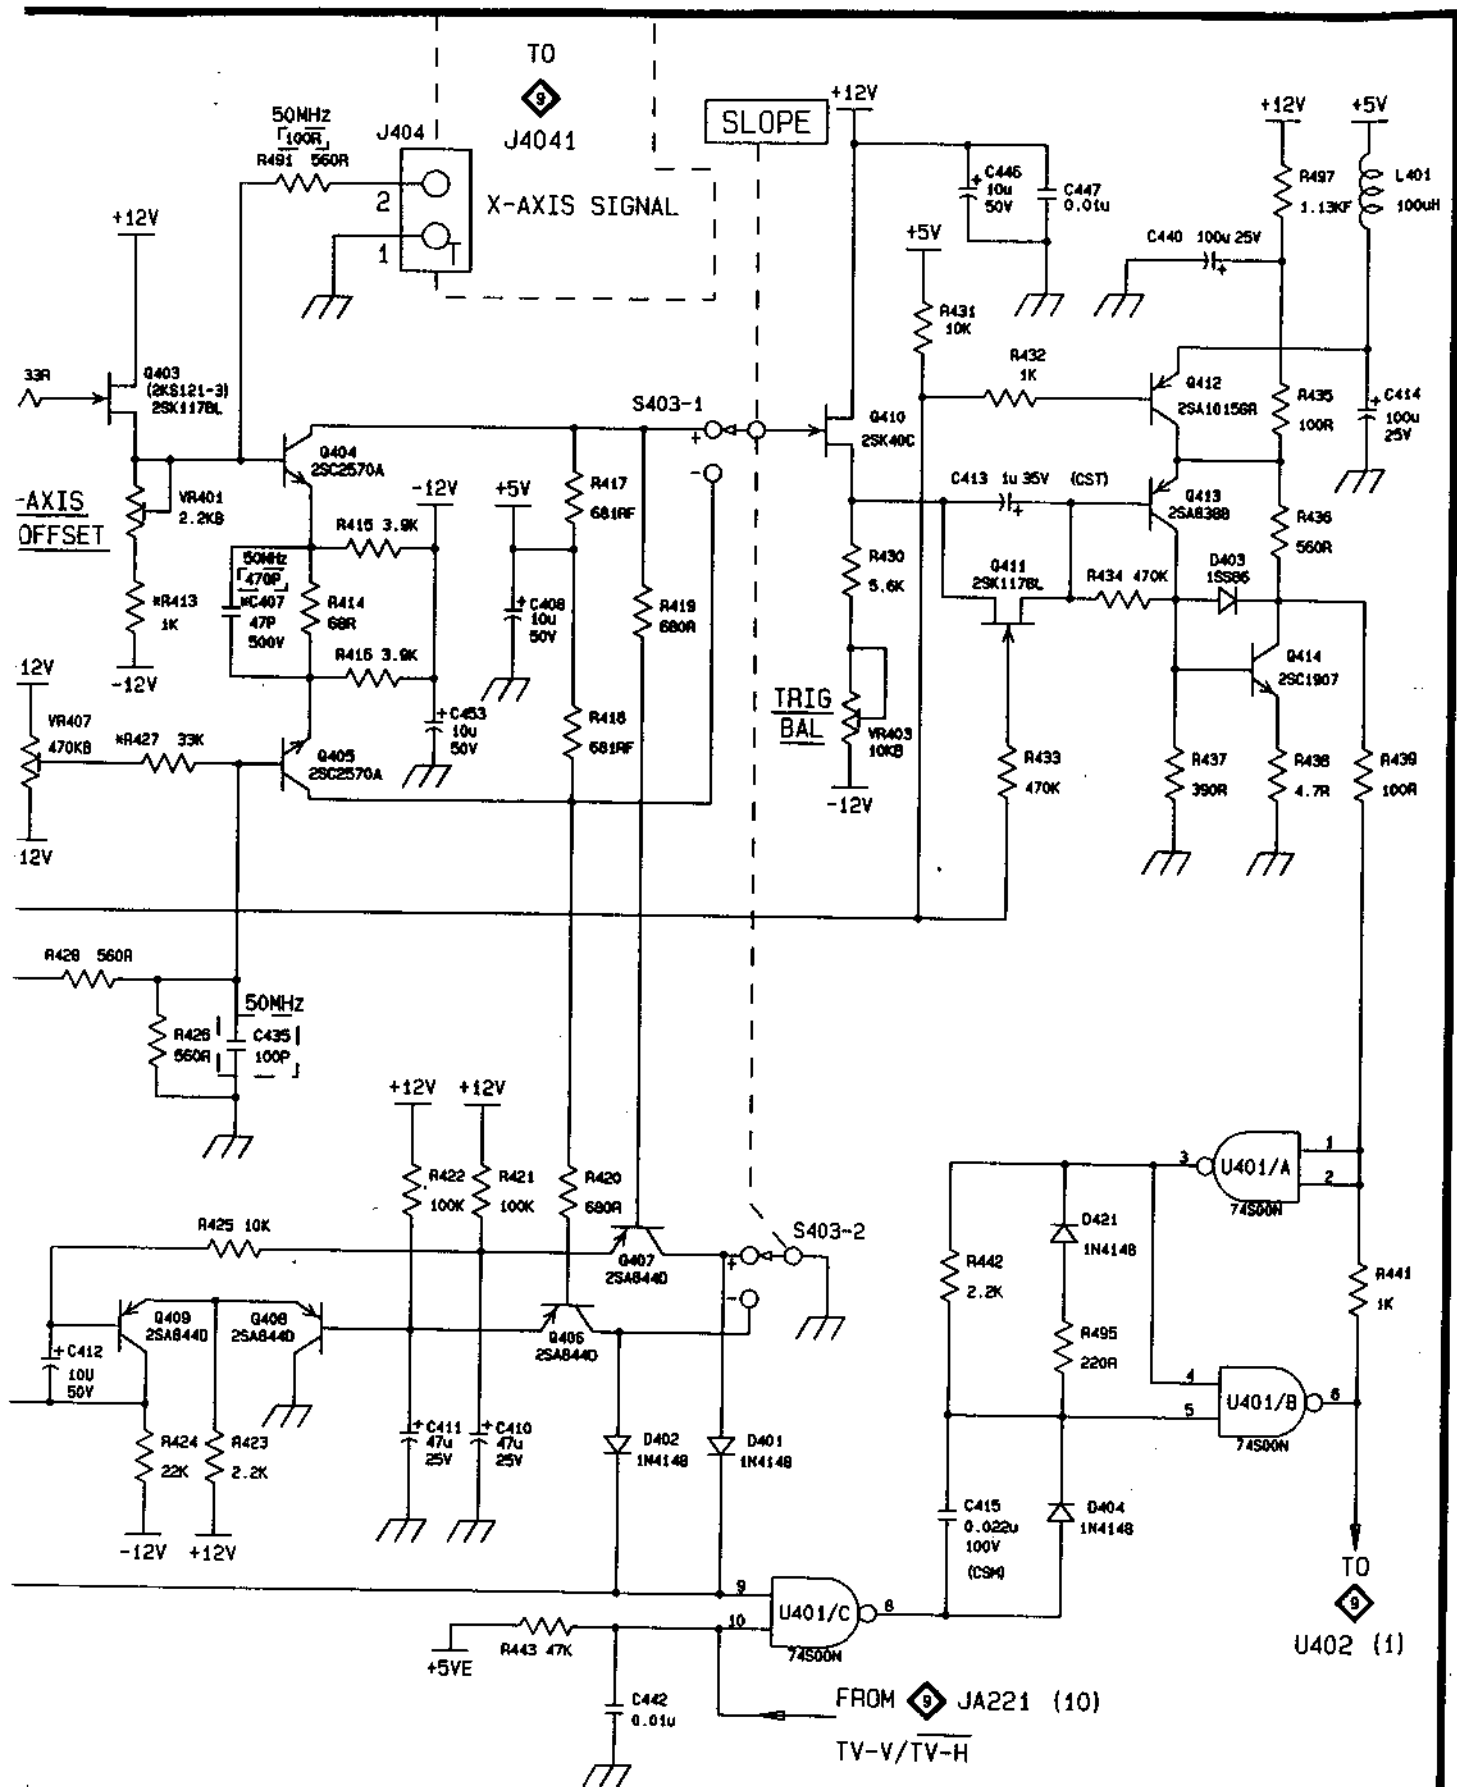 TO
9
J4041
50MHz
100R
R491 560R
J404
2
1
T
X-AXIS SIGNAL
SLOPE
+12V
C446
10u
50V
C447
0.01u
+12V
+5V
R497
1.13KF
L401
100uH
C440 100u 25V
+12V
+5V
R431
10K
R432
1K
Q412
2SA1015GR
R435
100R
C414
100u
25V
33R
Q403
(2KS121-3)
2SK117BL
S403-1
+
-
Q410
2SK40C
Q404
2SC2570A
-12V
+5V
R417
681RF
C413 1u 35V (CST)
Q413
2SA838B
R436
560R
-AXIS
OFFSET
VR401
2.2KB
R415 3.9K
50MHz
470P
*C407
47P
500V
R414
68R
C408
10u
50V
R419
680R
R430
5.6K
Q411
2SK117BL
R434 470K
D403
1SS86
*R413
1K
-12V
R416 3.9K
Q414
2SC1907
12V
VR407
470KB
*R427 33K
C453
10u
50V
R418
681RF
TRIG
BAL
VR403
10KB
-12V
R433
470K
R437
390R
R438
4.7R
R439
100R
Q405
2SC2570A
12V
R428 560R
50MHz
R426
560R
C435
100P
+12V
+12V
R422
100K
R421
100K
R420
680R
3
U401/A
1
2
74S00N
R425 10K
Q407
2SA844D
+
-
S403-2
D421
1N4148
R442
2.2K
R441
1K
Q409
2SA844D
Q408
2SA844D
Q406
2SA844D
R495
220R
C412
10U
50V
4
5
U401/B
6
74S00N
R424
22K
R423
2.2K
C411
47u
25V
C410
47u
25V
D402
1N4148
D401
1N4148
C415
0.022u
100V
(CSM)
D404
1N4148
-12V
+12V
TO
9
U402 (1)
9
10
U401/C
8
74S00N
+5VE
R443 47K
C442
0.01u
FROM 9 JA221 (10)
TV-V/TV-H